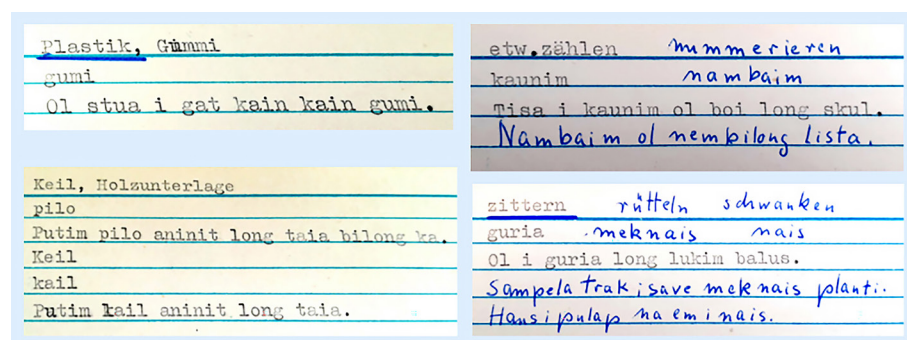 Plastik, Gummi
gumi
Ol stua i gat kain kain gumi.
etw.zählen nummerieren
kaunim nambaim
Tisa i kaunim ol boi long skul.
Nambaim ol nembilong lista.
Keil, Holzunterlage
pilo
Putim pilo aninit long taia bilong ka.
Keil
kail
Putim kail aninit long taia.
zittern rütteln schwanken
guria meknais nais
Ol i guria long lukim balus.
Sampela trak i save meknais planti.
Haus i pulap na em i nais.